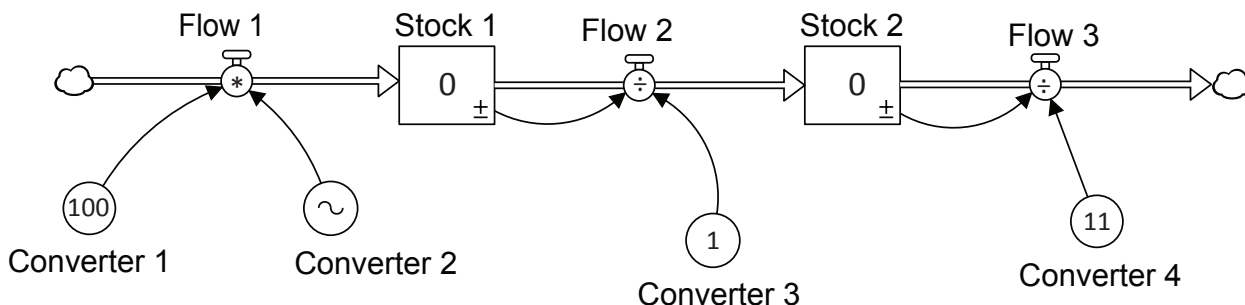 Flow 1
Stock 1
Flow 2
Stock 2
Flow 3
*
0
±
÷
0
±
÷
100
~
1
11
Converter 1
Converter 2
Converter 3
Converter 4